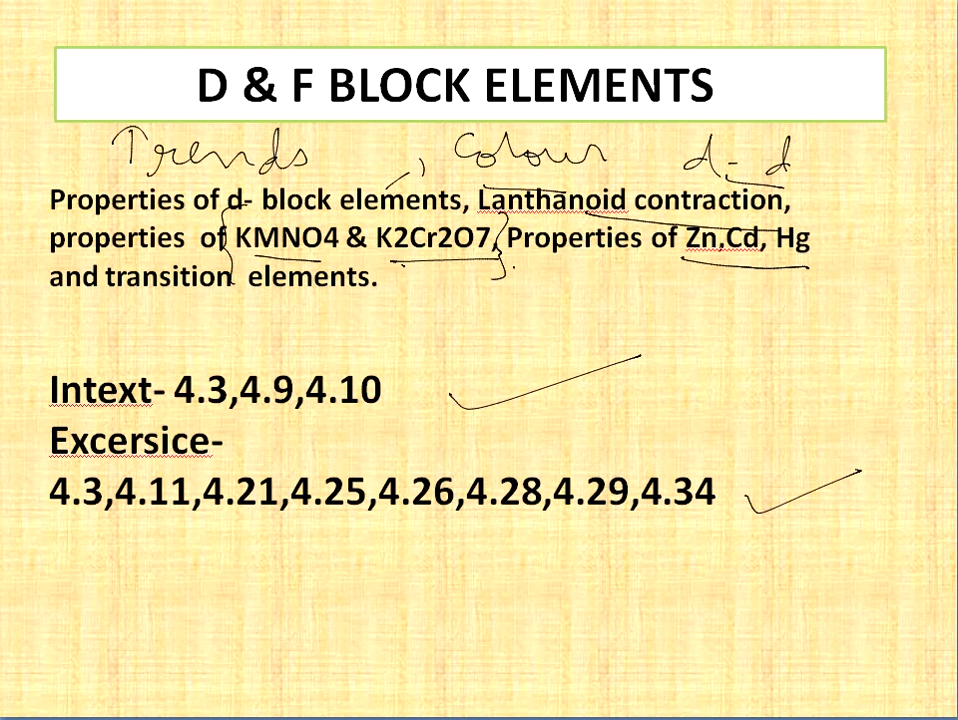 D & F BLOCK ELEMENTS
Trends , Colour d-d
Properties of d- block elements, Lanthanoid contraction,
properties of KMNO4 & K2Cr2O7, Properties of Zn,Cd, Hg
and transition elements.
Intext- 4.3,4.9,4.10
Excersice-
4.3,4.11,4.21,4.25,4.26,4.28,4.29,4.34